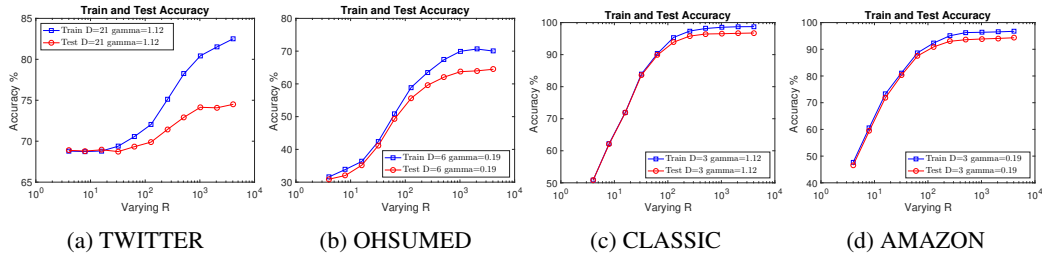 Train and Test Accuracy
Train D=21 gamma=1.12
Test D=21 gamma=1.12
Accuracy %
85
80
75
70
65
10^0
10^1
10^2
10^3
10^4
Varying R
(a) TWITTER
Train and Test Accuracy
Train D=6 gamma=0.19
Test D=6 gamma=0.19
Accuracy %
80
70
60
50
40
30
10^0
10^1
10^2
10^3
10^4
Varying R
(b) OHSUMED
Train and Test Accuracy
Train D=3 gamma=1.12
Test D=3 gamma=1.12
Accuracy %
100
90
80
70
60
50
10^0
10^1
10^2
10^3
10^4
Varying R
(c) CLASSIC
Train and Test Accuracy
Train D=3 gamma=0.19
Test D=3 gamma=0.19
Accuracy %
100
90
80
70
60
50
40
10^0
10^1
10^2
10^3
10^4
Varying R
(d) AMAZON